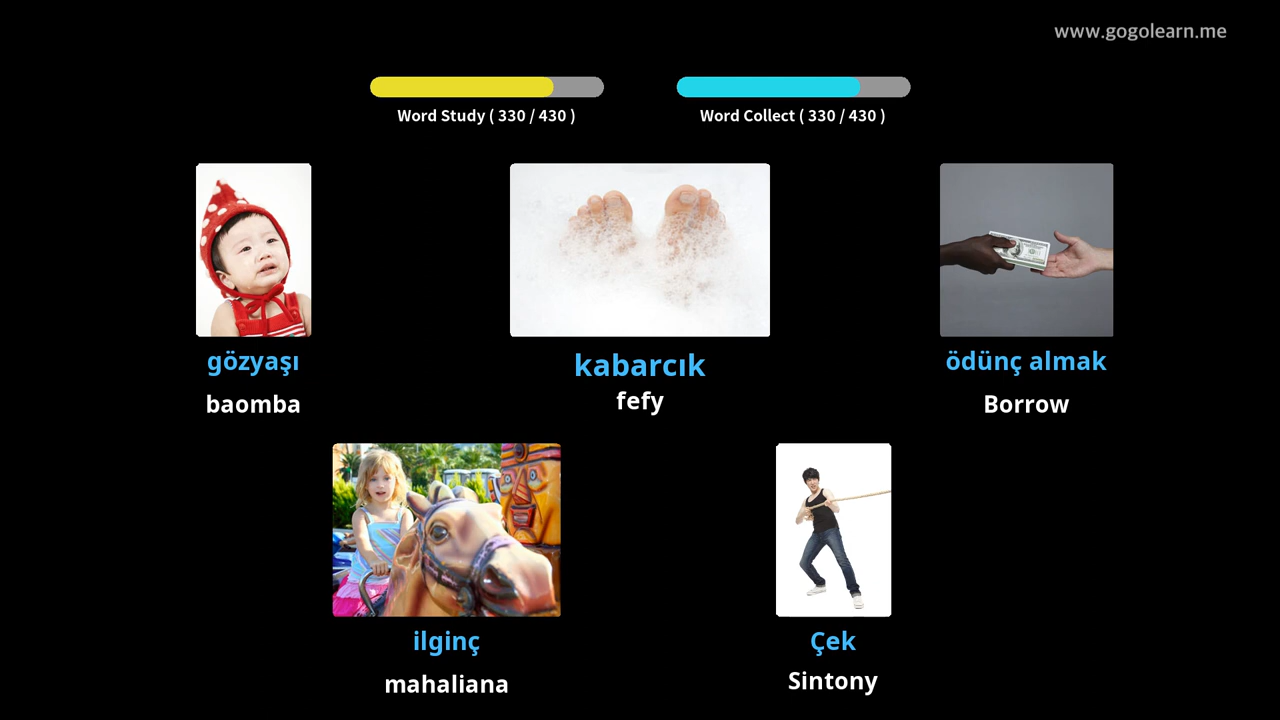 www.gogolearn.me
Word Study ( 330 / 430 )
Word Collect ( 330 / 430 )
gözyaşı
baomba
kabarcık
fefy
ödünç almak
Borrow
ilginç
mahaliana
Çek
Sintony